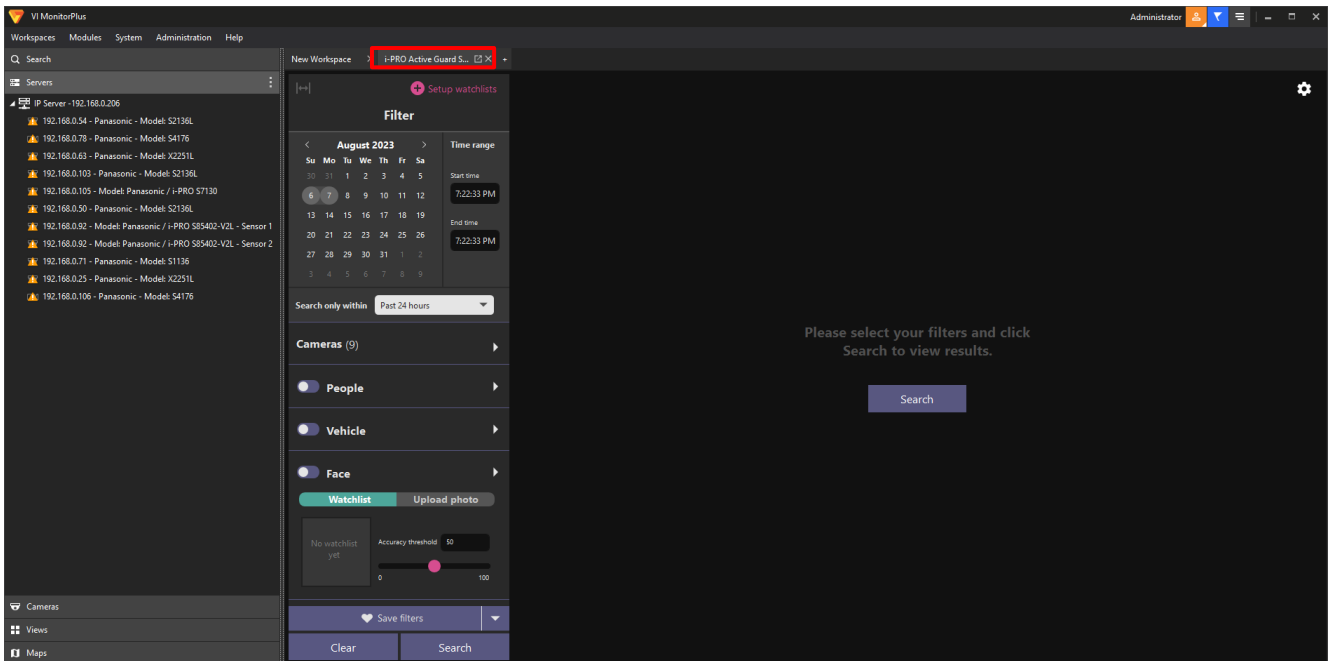 VI MonitorPlus
Administrator
Workspaces Modules System Administration Help
Search
Servers
IP Server -192.168.0.206
192.168.0.54 - Panasonic - Model: S2136L
192.168.0.78 - Panasonic - Model: S4176
192.168.0.63 - Panasonic - Model: X2251L
192.168.0.103 - Panasonic - Model: S2136L
192.168.0.105 - Model: Panasonic / i-PRO S7130
192.168.0.50 - Panasonic - Model: S2136L
192.168.0.92 - Model: Panasonic / i-PRO S85402-V2L - Sensor 1
192.168.0.92 - Model: Panasonic / i-PRO S85402-V2L - Sensor 2
192.168.0.71 - Panasonic - Model: S1136
192.168.0.25 - Panasonic - Model: X2251L
192.168.0.106 - Panasonic - Model: S4176
Cameras
Views
Maps
New Workspace
i-PRO Active Guard S...
Setup watchlists
Filter
August 2023
Su Mo Tu We Th Fr Sa
30 31 1 2 3 4 5
6 7 8 9 10 11 12
13 14 15 16 17 18 19
20 21 22 23 24 25 26
27 28 29 30 31 1 2
3 4 5 6 7 8 9
Time range
Start time
7:22:33 PM
End time
7:22:33 PM
Search only within Past 24 hours
Cameras (9)
People
Vehicle
Face
Watchlist Upload photo
No watchlist
yet
Accuracy threshold 50
0 100
Save filters
Clear Search
Please select your filters and click
Search to view results.
Search